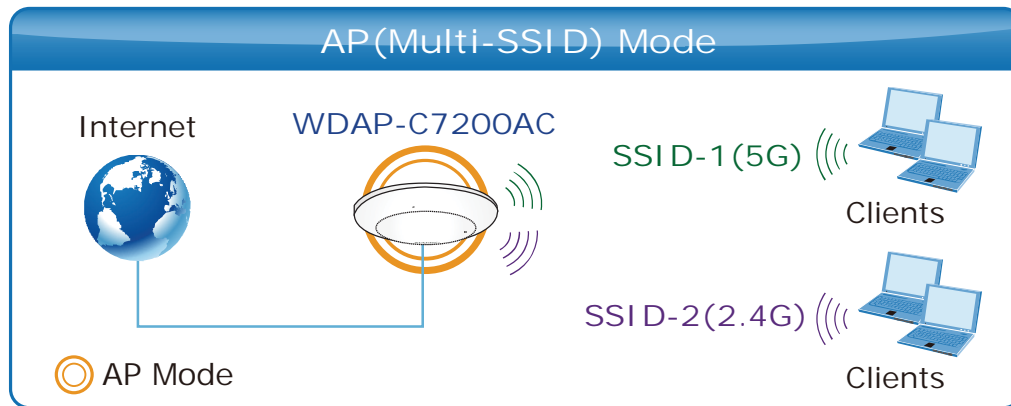 AP(Multi-SSID) Mode
Internet
WDAP-C7200AC
SSID-1(5G)
Clients
SSID-2(2.4G)
Clients
AP Mode